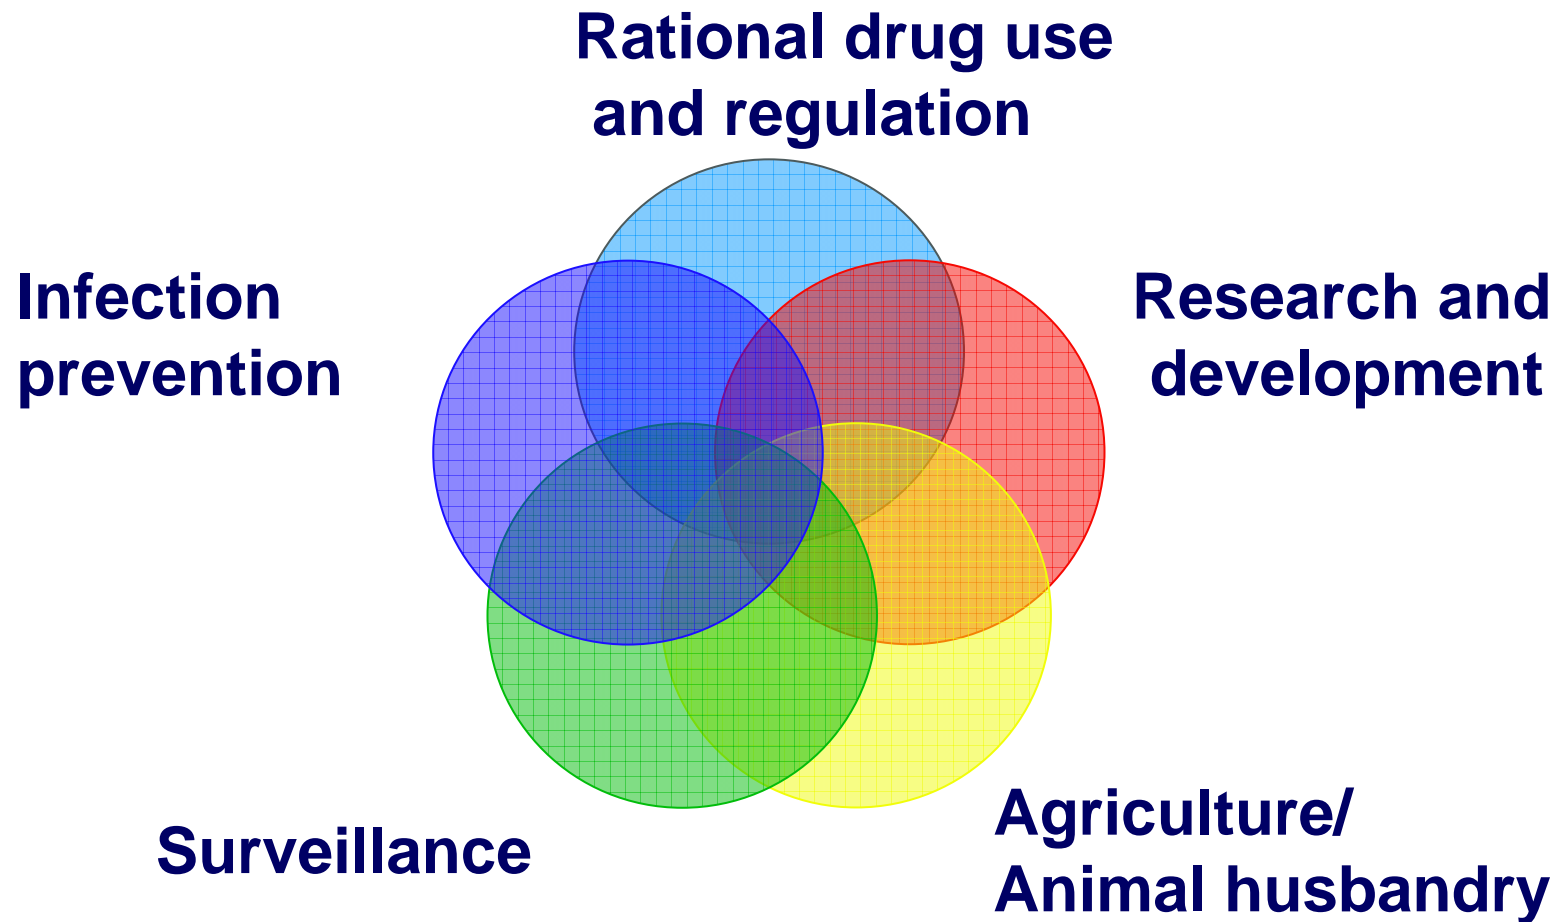 Rational drug use
and regulation
Infection
prevention
Research and
development
Surveillance
Agriculture/
Animal husbandry